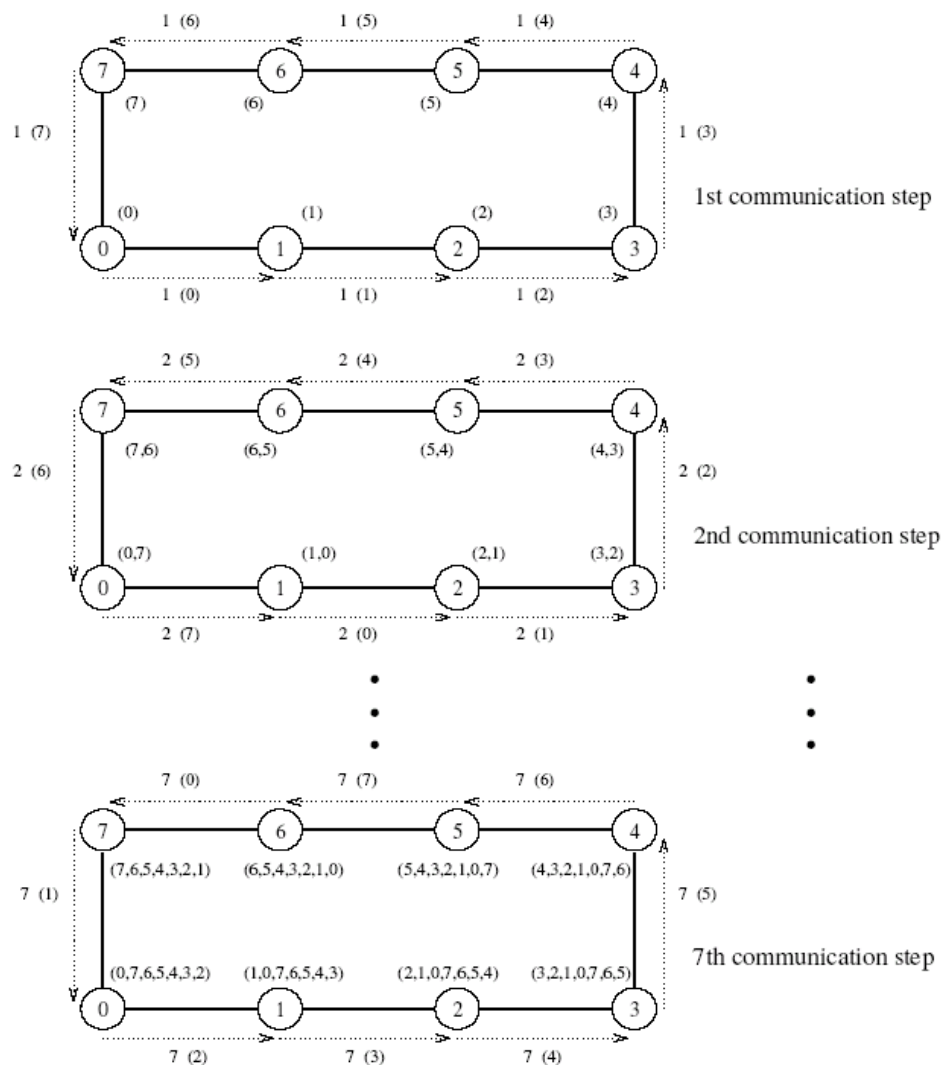 1 (6) 1 (5) 1 (4)
7 6 5 4
(7) (6) (5) (4)
1 (7) 1 (3)
1st communication step
(0) (1) (2) (3)
0 1 2 3
1 (0) 1 (1) 1 (2)
2 (5) 2 (4) 2 (3)
7 6 5 4
(7,6) (6,5) (5,4) (4,3)
2 (6) 2 (2)
2nd communication step
(0,7) (1,0) (2,1) (3,2)
0 1 2 3
2 (7) 2 (0) 2 (1)
7 (0) 7 (7) 7 (6)
7 6 5 4
(7,6,5,4,3,2,1) (6,5,4,3,2,1,0) (5,4,3,2,1,0,7) (4,3,2,1,0,7,6)
7 (1) 7 (5)
7th communication step
(0,7,6,5,4,3,2) (1,0,7,6,5,4,3) (2,1,0,7,6,5,4) (3,2,1,0,7,6,5)
0 1 2 3
7 (2) 7 (3) 7 (4)